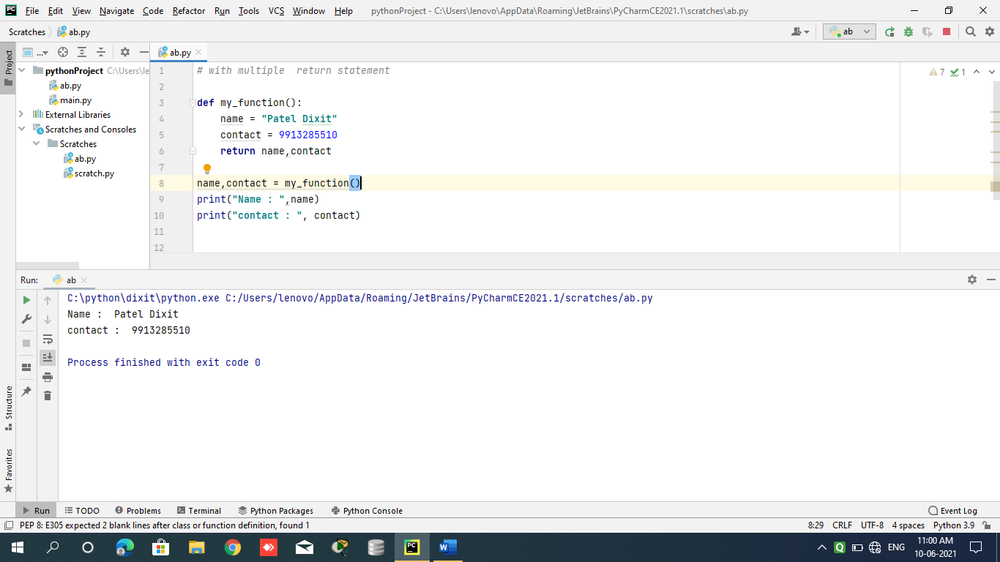 PC File Edit View Navigate Code Refactor Run Tools VCS Window Help pythonProject - C:\Users\lenovo\AppData\Roaming\JetBrains\PyCharmCE2021.1\scratches\ab.py
Scratches ab.py ab
Project
...
ab.py
pythonProject C:\Users\le
ab.py
main.py
External Libraries
Scratches and Consoles
Scratches
ab.py
scratch.py
1 # with multiple  return statement
7 1
2
3 def my_function():
4     name = "Patel Dixit"
5     contact = 9913285510
6     return name,contact
7
8 name,contact = my_function()
9 print("Name : ",name)
10 print("contact : ", contact)
11
12
Run: ab
C:\python\dixit\python.exe C:/Users/lenovo/AppData/Roaming/JetBrains/PyCharmCE2021.1/scratches/ab.py
Name :  Patel Dixit
contact :  9913285510
Process finished with exit code 0
Structure
Favorites
Run TODO Problems Terminal Python Packages Python Console Event Log
PEP 8: E305 expected 2 blank lines after class or function definition, found 1 8:29 CRLF UTF-8 4 spaces Python 3.9
PC W Q ENG 11:00 AM
10-06-2021